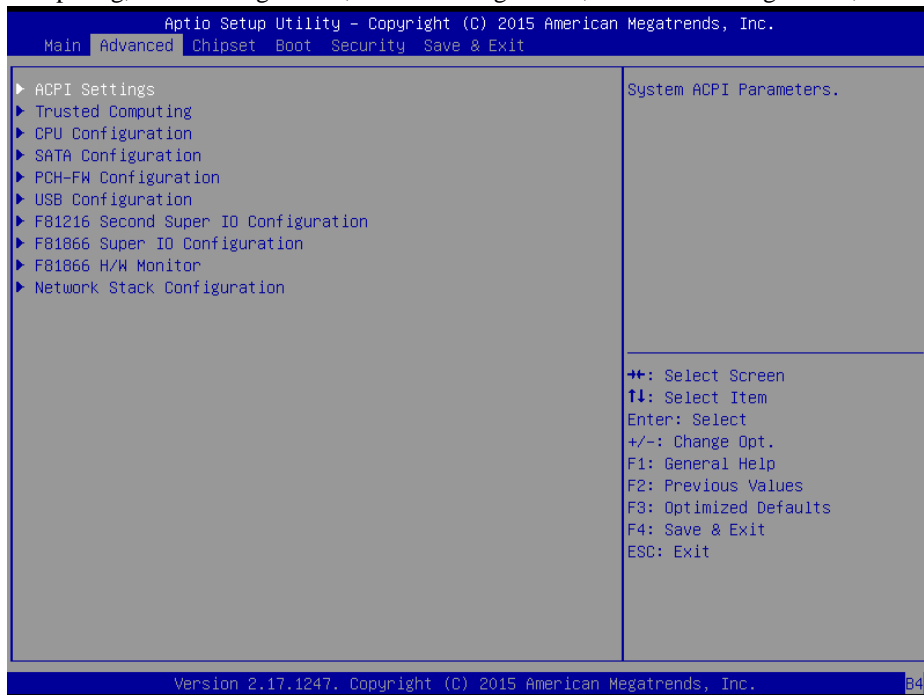 Aptio Setup Utility – Copyright (C) 2015 American Megatrends, Inc.
Main Advanced Chipset Boot Security Save & Exit
▶ ACPI Settings
▶ Trusted Computing
▶ CPU Configuration
▶ SATA Configuration
▶ PCH-FW Configuration
▶ USB Configuration
▶ F81216 Second Super IO Configuration
▶ F81866 Super IO Configuration
▶ F81866 H/W Monitor
▶ Network Stack Configuration
System ACPI Parameters.
→←: Select Screen
↑↓: Select Item
Enter: Select
+/-: Change Opt.
F1: General Help
F2: Previous Values
F3: Optimized Defaults
F4: Save & Exit
ESC: Exit
Version 2.17.1247. Copyright (C) 2015 American Megatrends, Inc.
B4